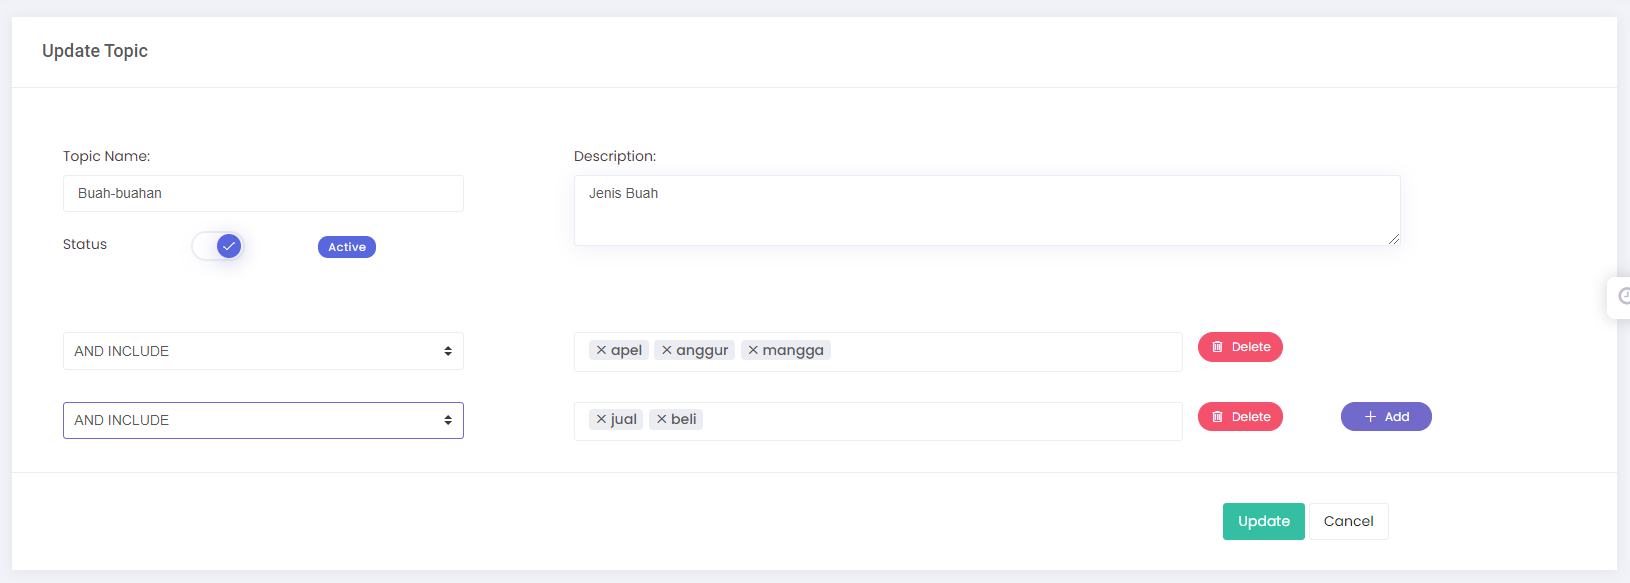 Update Topic
Topic Name:
Description:
Buah-buahan
Jenis Buah
Status
Active
AND INCLUDE
apel anggur mangga
Delete
AND INCLUDE
jual beli
Delete
Add
Update
Cancel